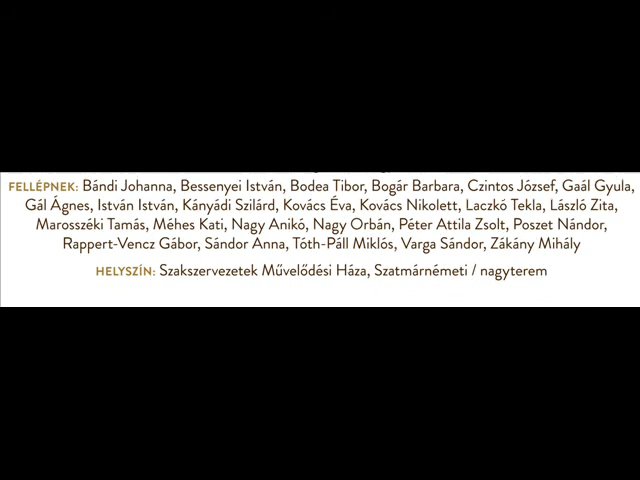 FELLÉPNEK: Bándi Johanna, Bessenyei István, Bodea Tibor, Bogár Barbara, Czintos József, Gaál Gyula,
Gál Ágnes, István István, Kányádi Szilárd, Kovács Éva, Kovács Nikolett, Laczkó Tekla, László Zita,
Marosszéki Tamás, Méhes Kati, Nagy Anikó, Nagy Orbán, Péter Attila Zsolt, Poszet Nándor,
Rappert-Vencz Gábor, Sándor Anna, Tóth-Páll Miklós, Varga Sándor, Zákány Mihály
HELYSZÍN: Szakszervezetek Művelődési Háza, Szatmárnémeti / nagyterem